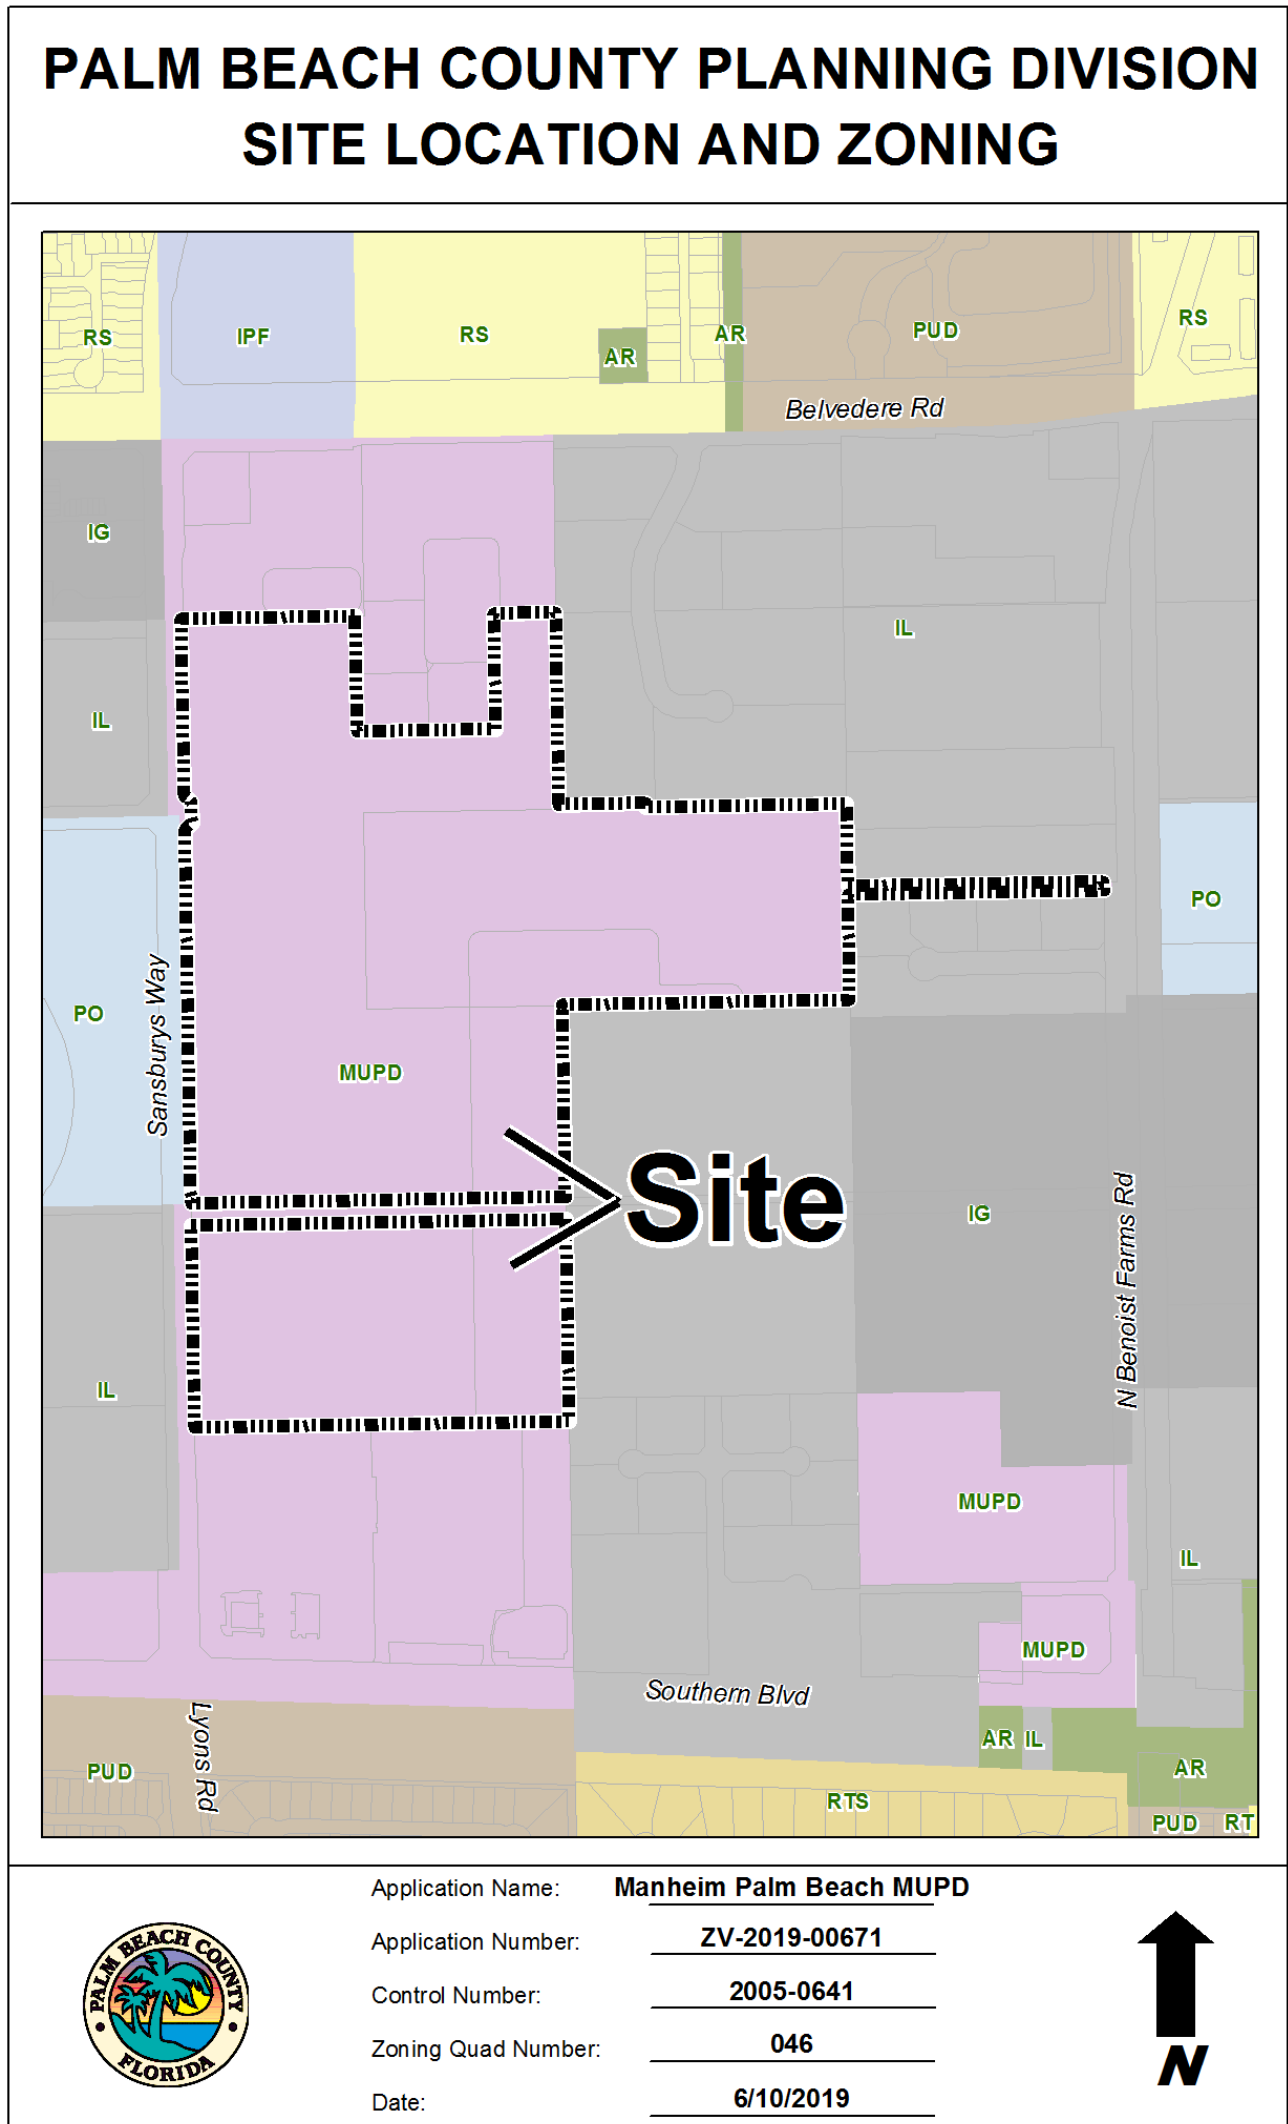 PALM BEACH COUNTY PLANNING DIVISION
SITE LOCATION AND ZONING
RS
IPF
RS
AR
AR
PUD
RS
Belvedere Rd
IG
IL
IL
PO
PO
Sansburys Way
MUPD
Site
IG
N Benoist Farms Rd
IL
MUPD
IL
MUPD
Southern Blvd
Lyons Rd
AR
IL
AR
PUD
RTS
PUD
RT
Application Name: Manheim Palm Beach MUPD
Application Number: ZV-2019-00671
Control Number: 2005-0641
Zoning Quad Number: 046
Date: 6/10/2019
PALM BEACH COUNTY
FLORIDA
N